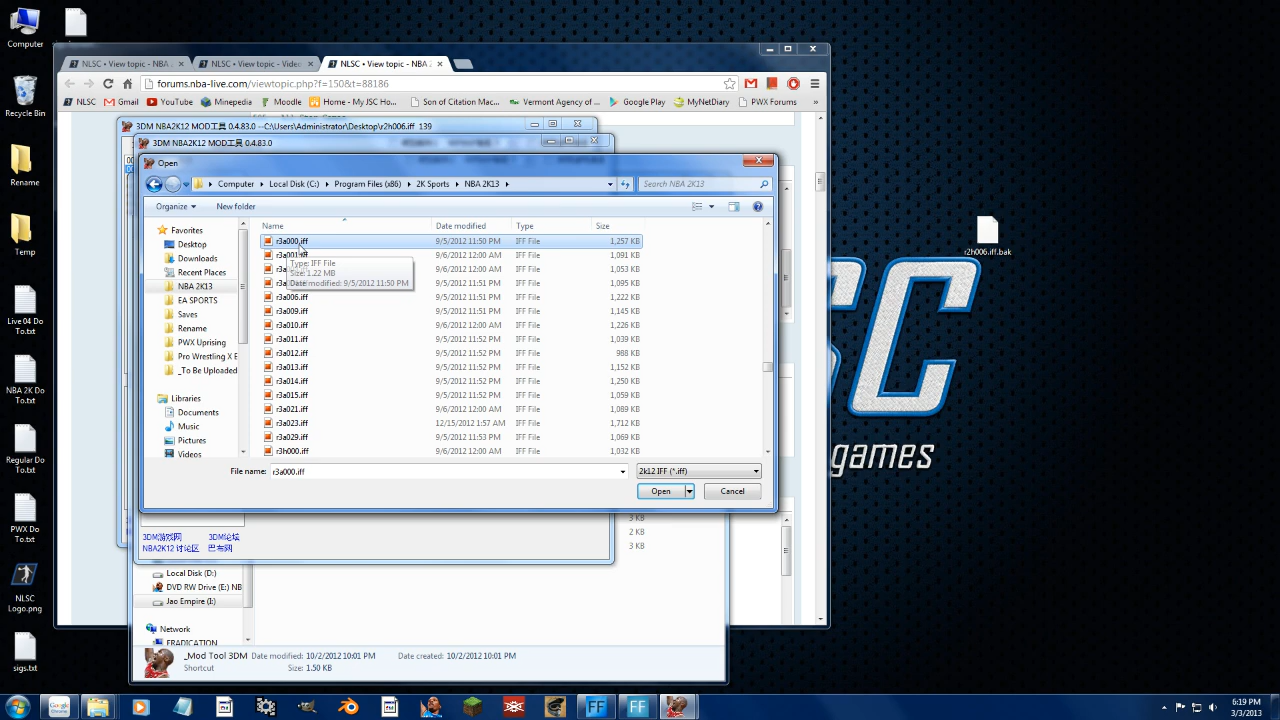 Computer
Recycle Bin
Rename
Temp
Live 04 Do
To.txt
NBA 2K Do
To.txt
Regular Do
To.txt
PWX Do
To.txt
NLSC
Logo.png
sigs.txt
NLSC • View topic - NBA
NLSC • View topic - Video
NLSC • View topic - NBA 2
forums.nba-live.com/viewtopic.php?f=150&t=88186
NLSC
Gmail
YouTube
Minepedia
Moodle
Home - My JSC Ho...
Son of Citation Mac...
Vermont Agency of ...
Google Play
MyNetDiary
PWX Forums
»
3DM NBA2K12 MOD工具 0.4.83.0 --C:\Users\Administrator\Desktop\r2h006.iff 139
3DM NBA2K12 MOD工具 0.4.83.0
Open
Computer
Local Disk (C:)
Program Files (x86)
2K Sports
NBA 2K13
Search NBA 2K13
Organize
New folder
Favorites
Desktop
Downloads
Recent Places
NBA 2K13
EA SPORTS
Saves
Rename
PWX Uprising
Pro Wrestling X E
_To Be Uploaded
Libraries
Documents
Music
Pictures
Videos
Name Date modified Type Size
r3a000.iff 9/5/2012 11:50 PM IFF File 1,257 KB
r3a001.iff 9/6/2012 12:00 AM IFF File 1,091 KB
r3a 9/6/2012 12:00 AM IFF File 1,053 KB
r3a 9/5/2012 11:51 PM IFF File 1,095 KB
r3a006.iff 9/5/2012 11:51 PM IFF File 1,222 KB
r3a009.iff 9/5/2012 11:51 PM IFF File 1,145 KB
r3a010.iff 9/6/2012 12:00 AM IFF File 1,226 KB
r3a011.iff 9/5/2012 11:52 PM IFF File 1,039 KB
r3a012.iff 9/5/2012 11:52 PM IFF File 988 KB
r3a013.iff 9/5/2012 11:52 PM IFF File 1,152 KB
r3a014.iff 9/5/2012 11:52 PM IFF File 1,250 KB
r3a015.iff 9/5/2012 11:52 PM IFF File 1,059 KB
r3a021.iff 9/6/2012 12:00 AM IFF File 1,089 KB
r3a023.iff 12/15/2012 1:57 AM IFF File 1,712 KB
r3a029.iff 9/5/2012 11:53 PM IFF File 1,069 KB
r3h000.iff 9/6/2012 12:00 AM IFF File 1,032 KB
Type: IFF File
Size: 1.22 MB
Date modified: 9/5/2012 11:50 PM
File name: r3a000.iff
2k12 IFF (*.iff)
Open
Cancel
3DM游戏网 3DM论坛
NBA2K12 讨论区 巴布网
3 KB
2 KB
3 KB
Local Disk (D:)
DVD RW Drive (E:) NB
Jao Empire (I:)
Network
ERADICATION
_Mod Tool 3DM Date modified: 10/2/2012 10:01 PM Date created: 10/2/2012 10:01 PM
Shortcut Size: 1.50 KB
r2h006.iff.bak
C
games
6:19 PM
3/3/2013